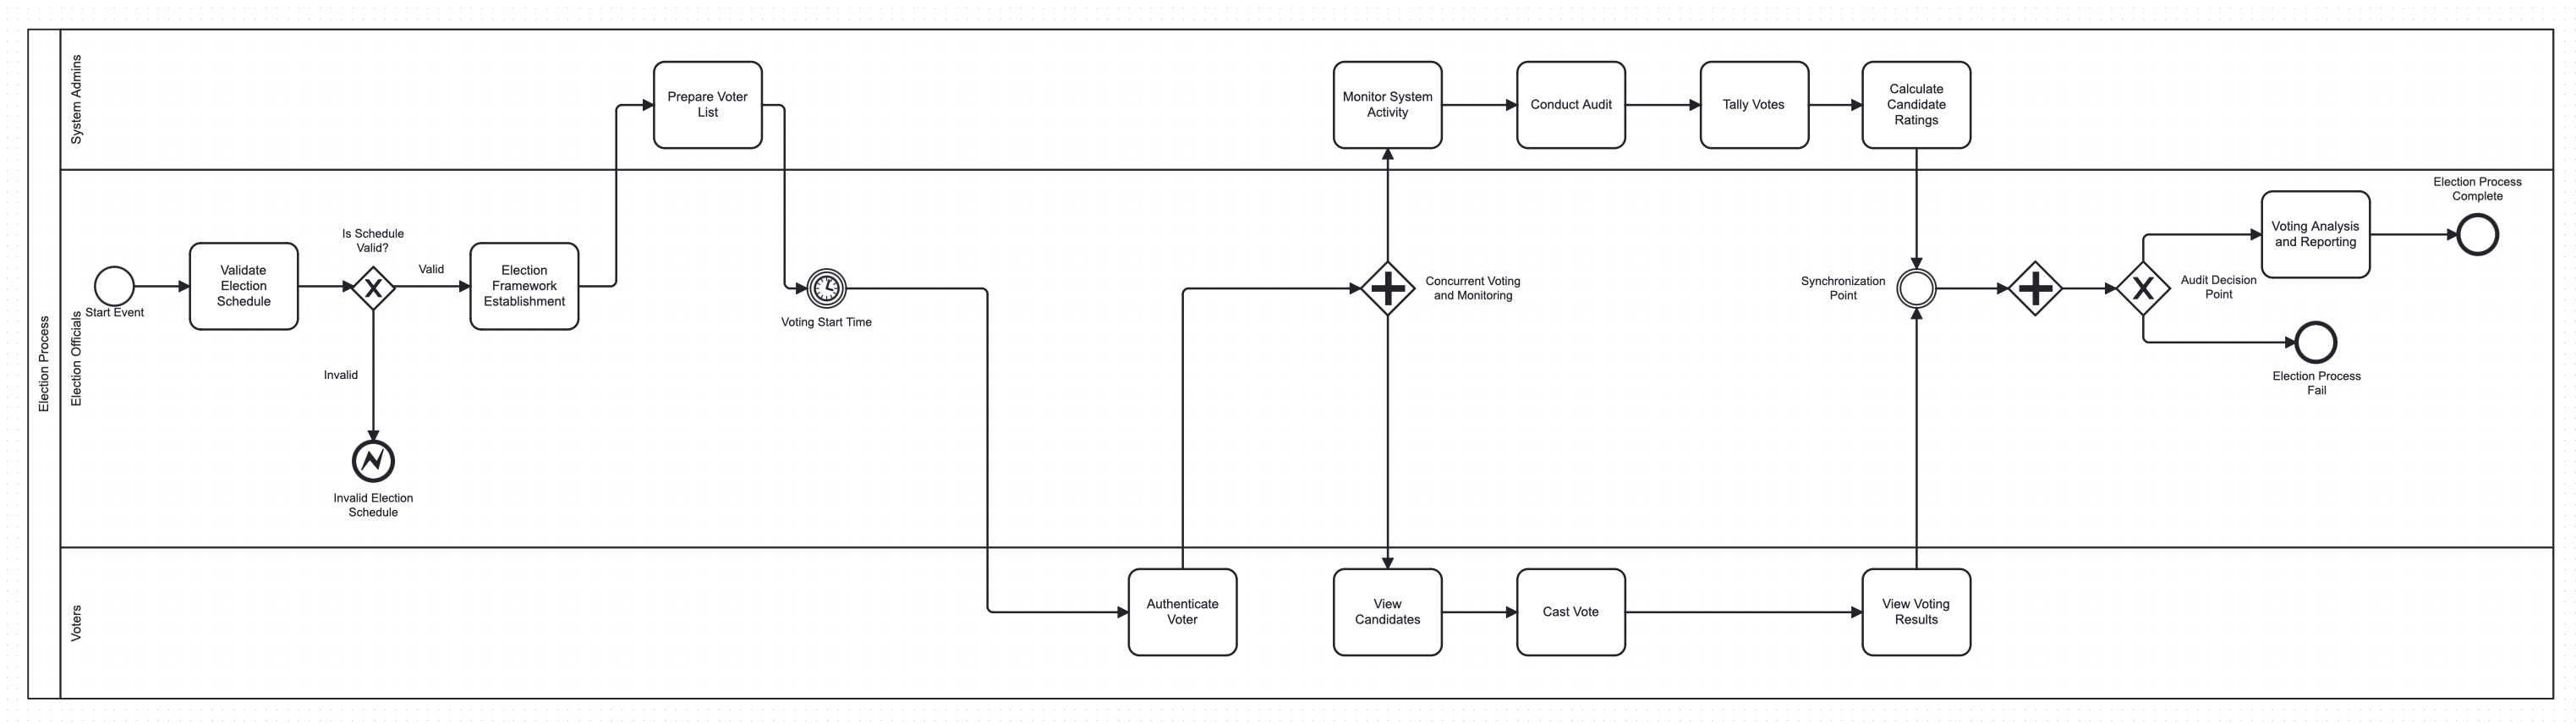 Election Process
System Admins
Prepare Voter
List
Monitor System
Activity
Conduct Audit
Tally Votes
Calculate
Candidate
Ratings
Election Officials
Start Event
Validate
Election
Schedule
Is Schedule
Valid?
Valid
Invalid
Invalid Election
Schedule
Election
Framework
Establishment
Voting Start Time
Concurrent Voting
and Monitoring
Synchronization
Point
Audit Decision
Point
Voting Analysis
and Reporting
Election Process
Complete
Election Process
Fail
Voters
Authenticate
Voter
View
Candidates
Cast Vote
View Voting
Results